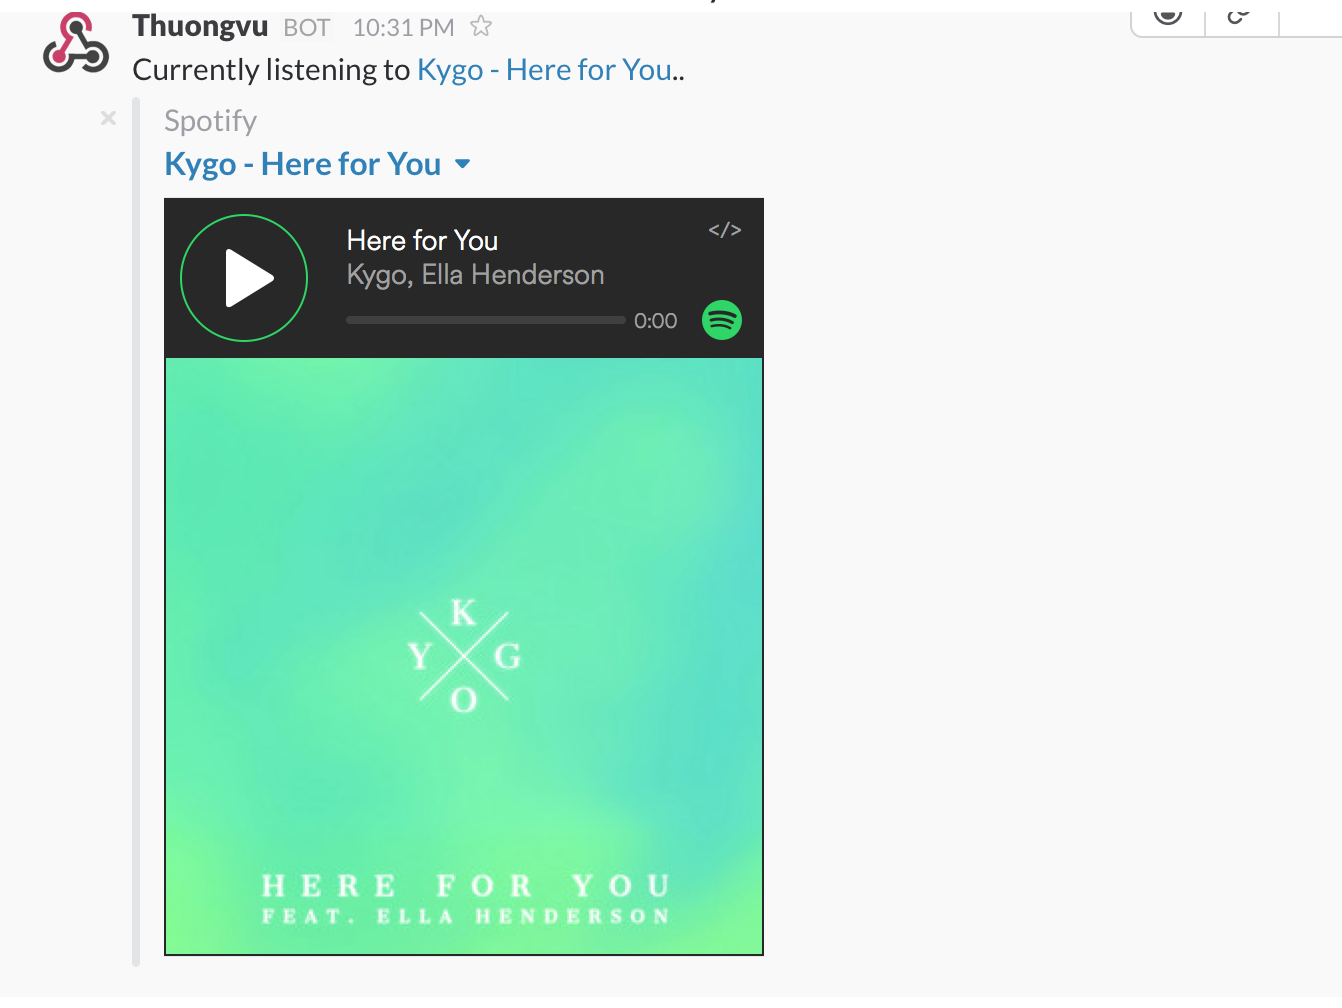 Thuongvu BOT 10:31 PM
Currently listening to Kygo - Here for You..
Spotify
Kygo - Here for You
Here for You
</>
Kygo, Ella Henderson
0:00
K
Y G
O
HERE FOR YOU
FEAT. ELLA HENDERSON